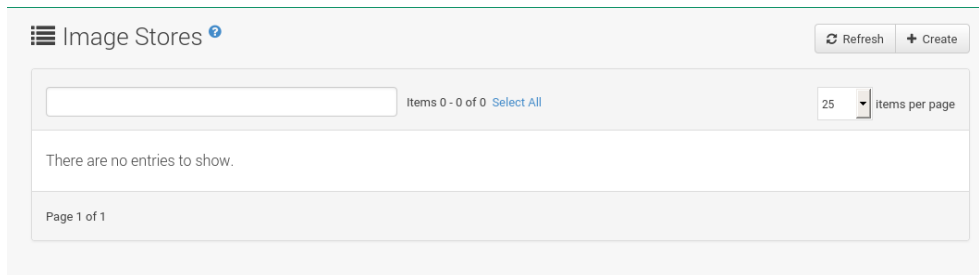 Image Stores ?
Refresh + Create
Items 0 - 0 of 0 Select All
25 items per page
There are no entries to show.
Page 1 of 1